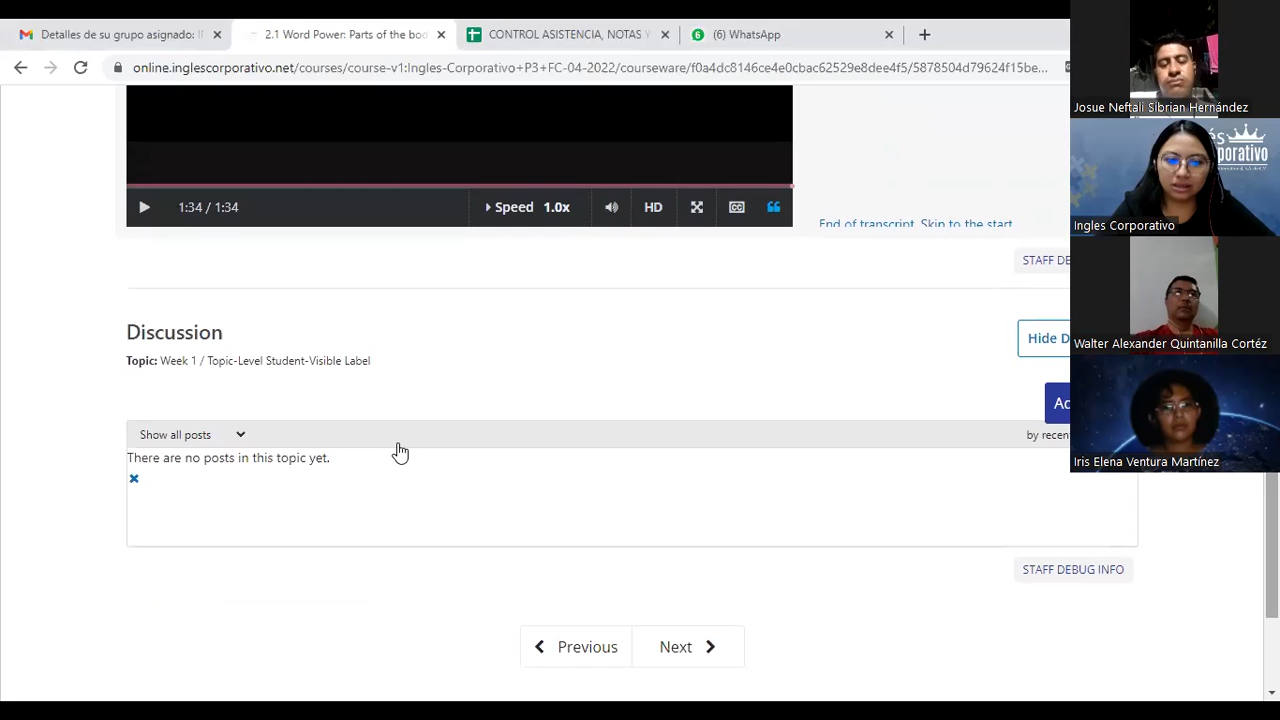 Detalles de su grupo asignado: I
2.1 Word Power: Parts of the boo
CONTROL ASISTENCIA, NOTAS Y
(6) WhatsApp
online.inglescorporativo.net/courses/course-v1:Ingles-Corporativo+P3+FC-04-2022/courseware/f0a4dc8146ce4e0cbac62529e8dee4f5/5878504d79624f15be...
1:34 / 1:34
Speed 1.0x
HD
CC
End of transcript. Skip to the start.
STAFF DE
Discussion
Topic: Week 1 / Topic-Level Student-Visible Label
Hide D
Ad
Show all posts
by recen
There are no posts in this topic yet.
STAFF DEBUG INFO
Previous
Next
Josue Neftali Sibrian Hernández
Ingles Corporativo
Walter Alexander Quintanilla Cortéz
Iris Elena Ventura Martínez